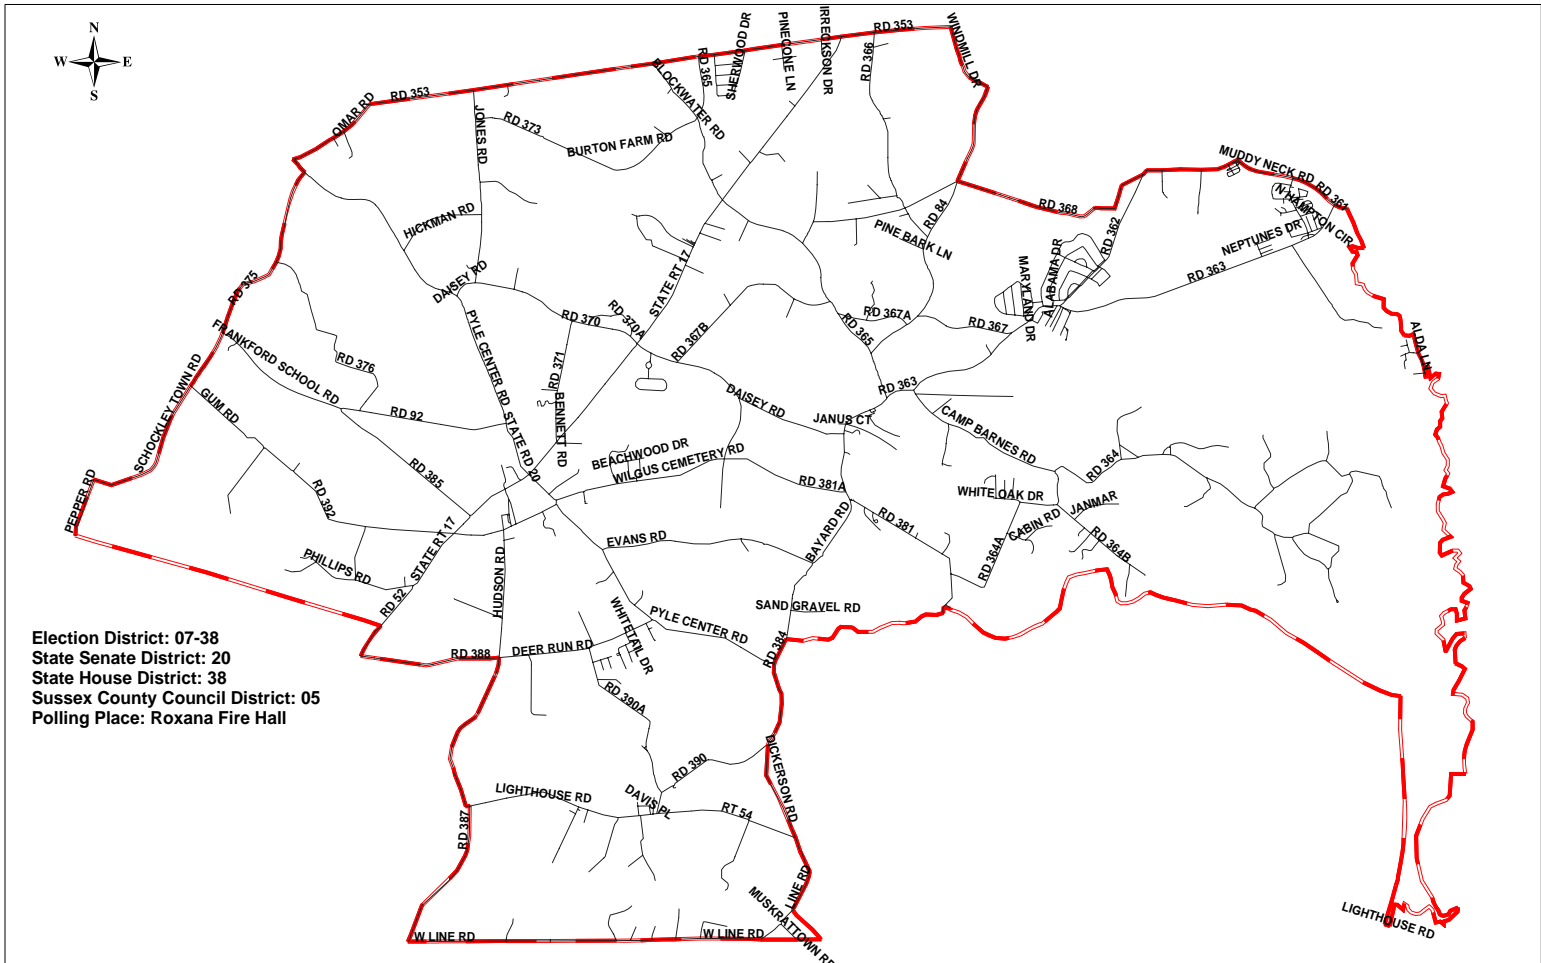 N
W
E
S
RD 353
OMAR RD
JONES RD
RD 373
BURTON FARM RD
BLOCKWATER RD
RD 365
SHERWOOD DR
PINECONE LN
IRRECKSON DR
RD 353
RD 366
WINDMILL DR
MUDDY NECK RD
RD 361
N HAMPTON CIR
NEPTUNES DR
RD 368
RD 362
RD 363
RD 84
PINE BARK LN
HICKMAN RD
DAISEY RD
STATE RT 17
ALABAMA DR
MARYLAND DR
RD 375
FRANKFORD SCHOOL RD
RD 376
PYLE CENTER RD
RD 370
RD 370A
RD 371
RD 367B
RD 365
RD 367A
RD 367
ALDA LN
SCHOCKLEY TOWN RD
GUM RD
RD 92
STATE RD 20
BENNETT RD
DAISEY RD
RD 363
JANUS CT
CAMP BARNES RD
BEACHWOOD DR
WILGUS CEMETERY RD
RD 385
RD 381A
RD 364
PEPPER RD
RD 392
STATE RT 17
WHITE OAK DR
JANMAR
CABIN RD
RD 381
BAYARD RD
EVANS RD
RD 364A
RD 364B
PHILLIPS RD
RD 52
HUDSON RD
WHITETAIL DR
PYLE CENTER RD
SAND GRAVEL RD
RD 384
RD 388
DEER RUN RD
Election District: 07-38
State Senate District: 20
State House District: 38
Sussex County Council District: 05
Polling Place: Roxana Fire Hall
RD 390A
RD 390
DICKERSON RD
LIGHTHOUSE RD
DAVIS PL
RT 54
RD 387
LINE RD
MUSKRATTOWN RD
W LINE RD
W LINE RD
LIGHTHOUSE RD